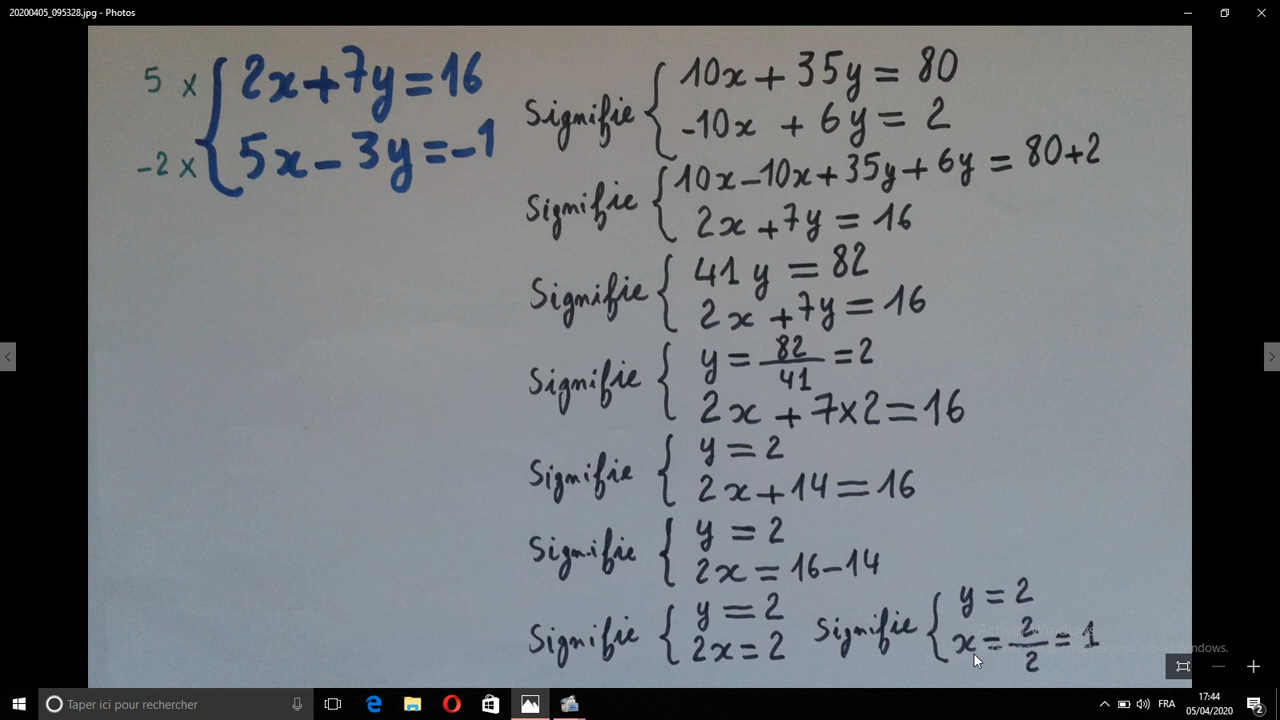 20200405_095328.jpg - Photos
5 × { 2x+7y=16
-2 × { 5x-3y=-1
Signifie { 10x + 35y = 80
-10x + 6y = 2
Signifie { 10x-10x+35y+6y = 80+2
2x+7y = 16
Signifie { 41y = 82
2x+7y=16
Signifie { y = 82/41 = 2
2x + 7×2=16
Signifie { y = 2
2x+14=16
Signifie { y = 2
2x = 16-14
Signifie { y = 2
2x = 2
Signifie { y = 2
x = 2/2 = 1
Taper ici pour rechercher
FRA
17:44
05/04/2020
2